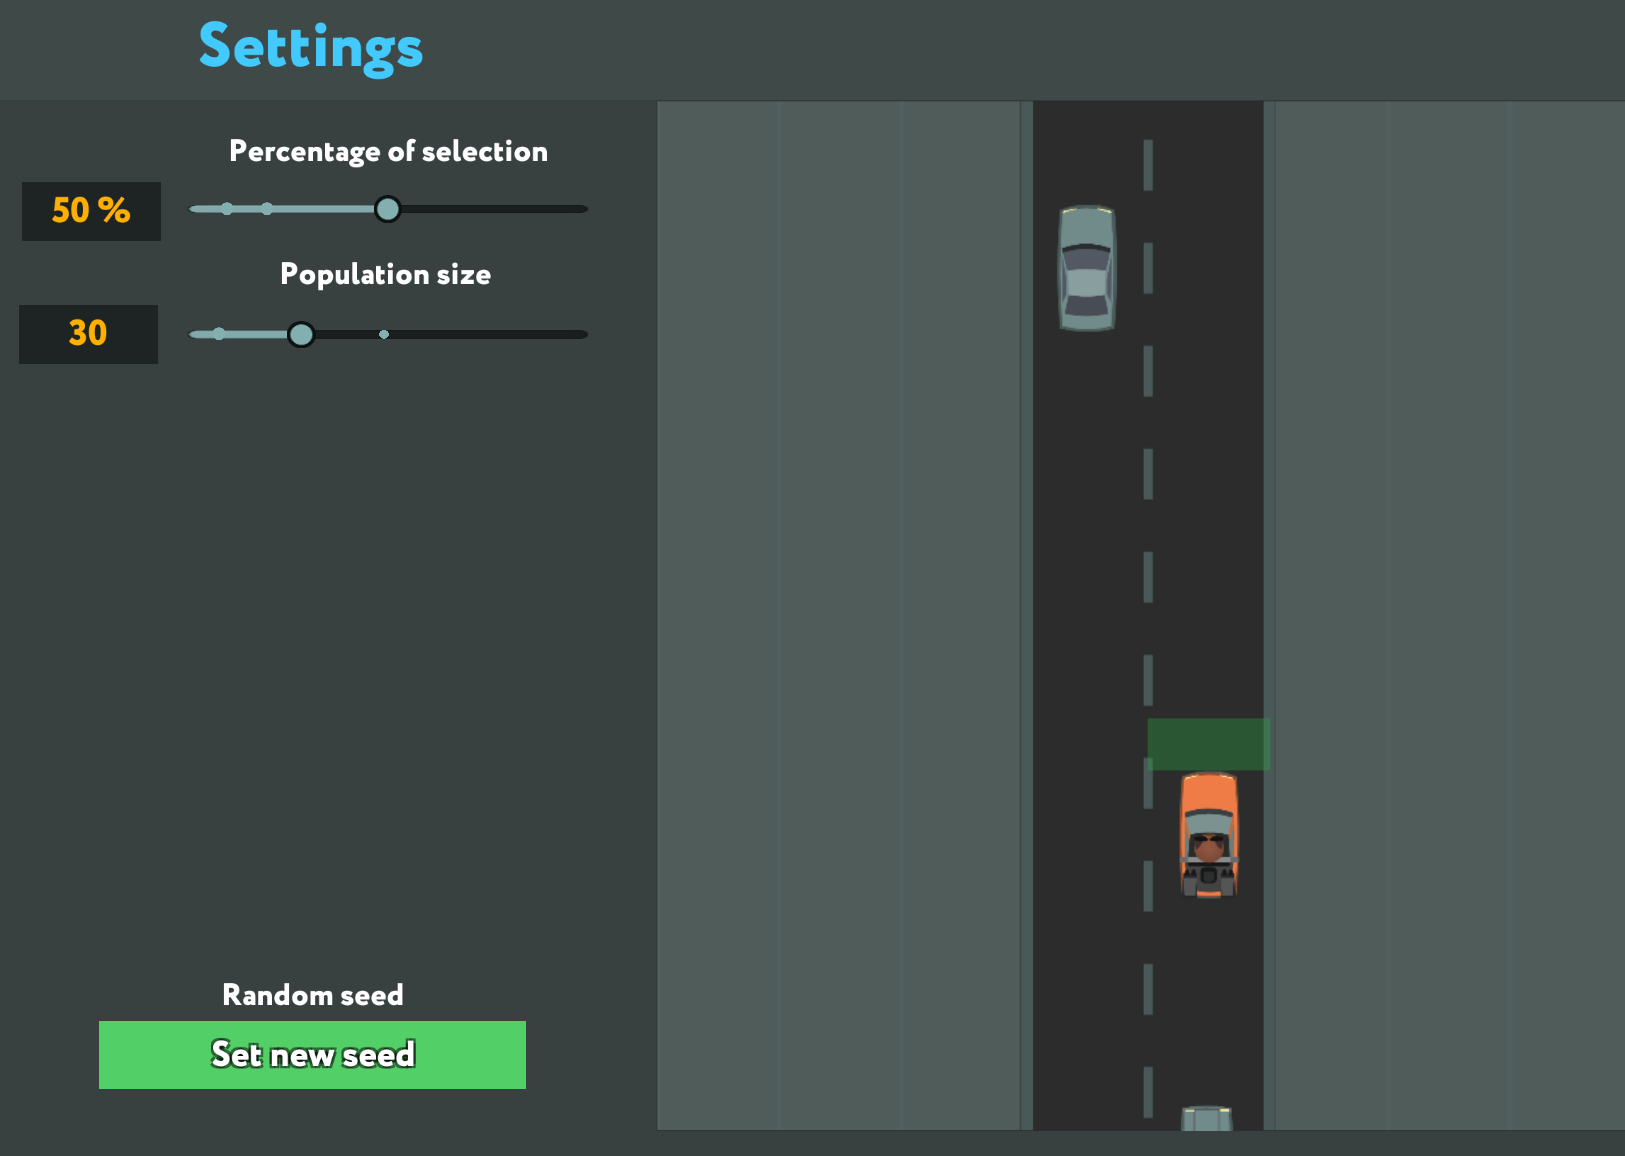 Settings
Percentage of selection
50 %
Population size
30
Random seed
Set new seed